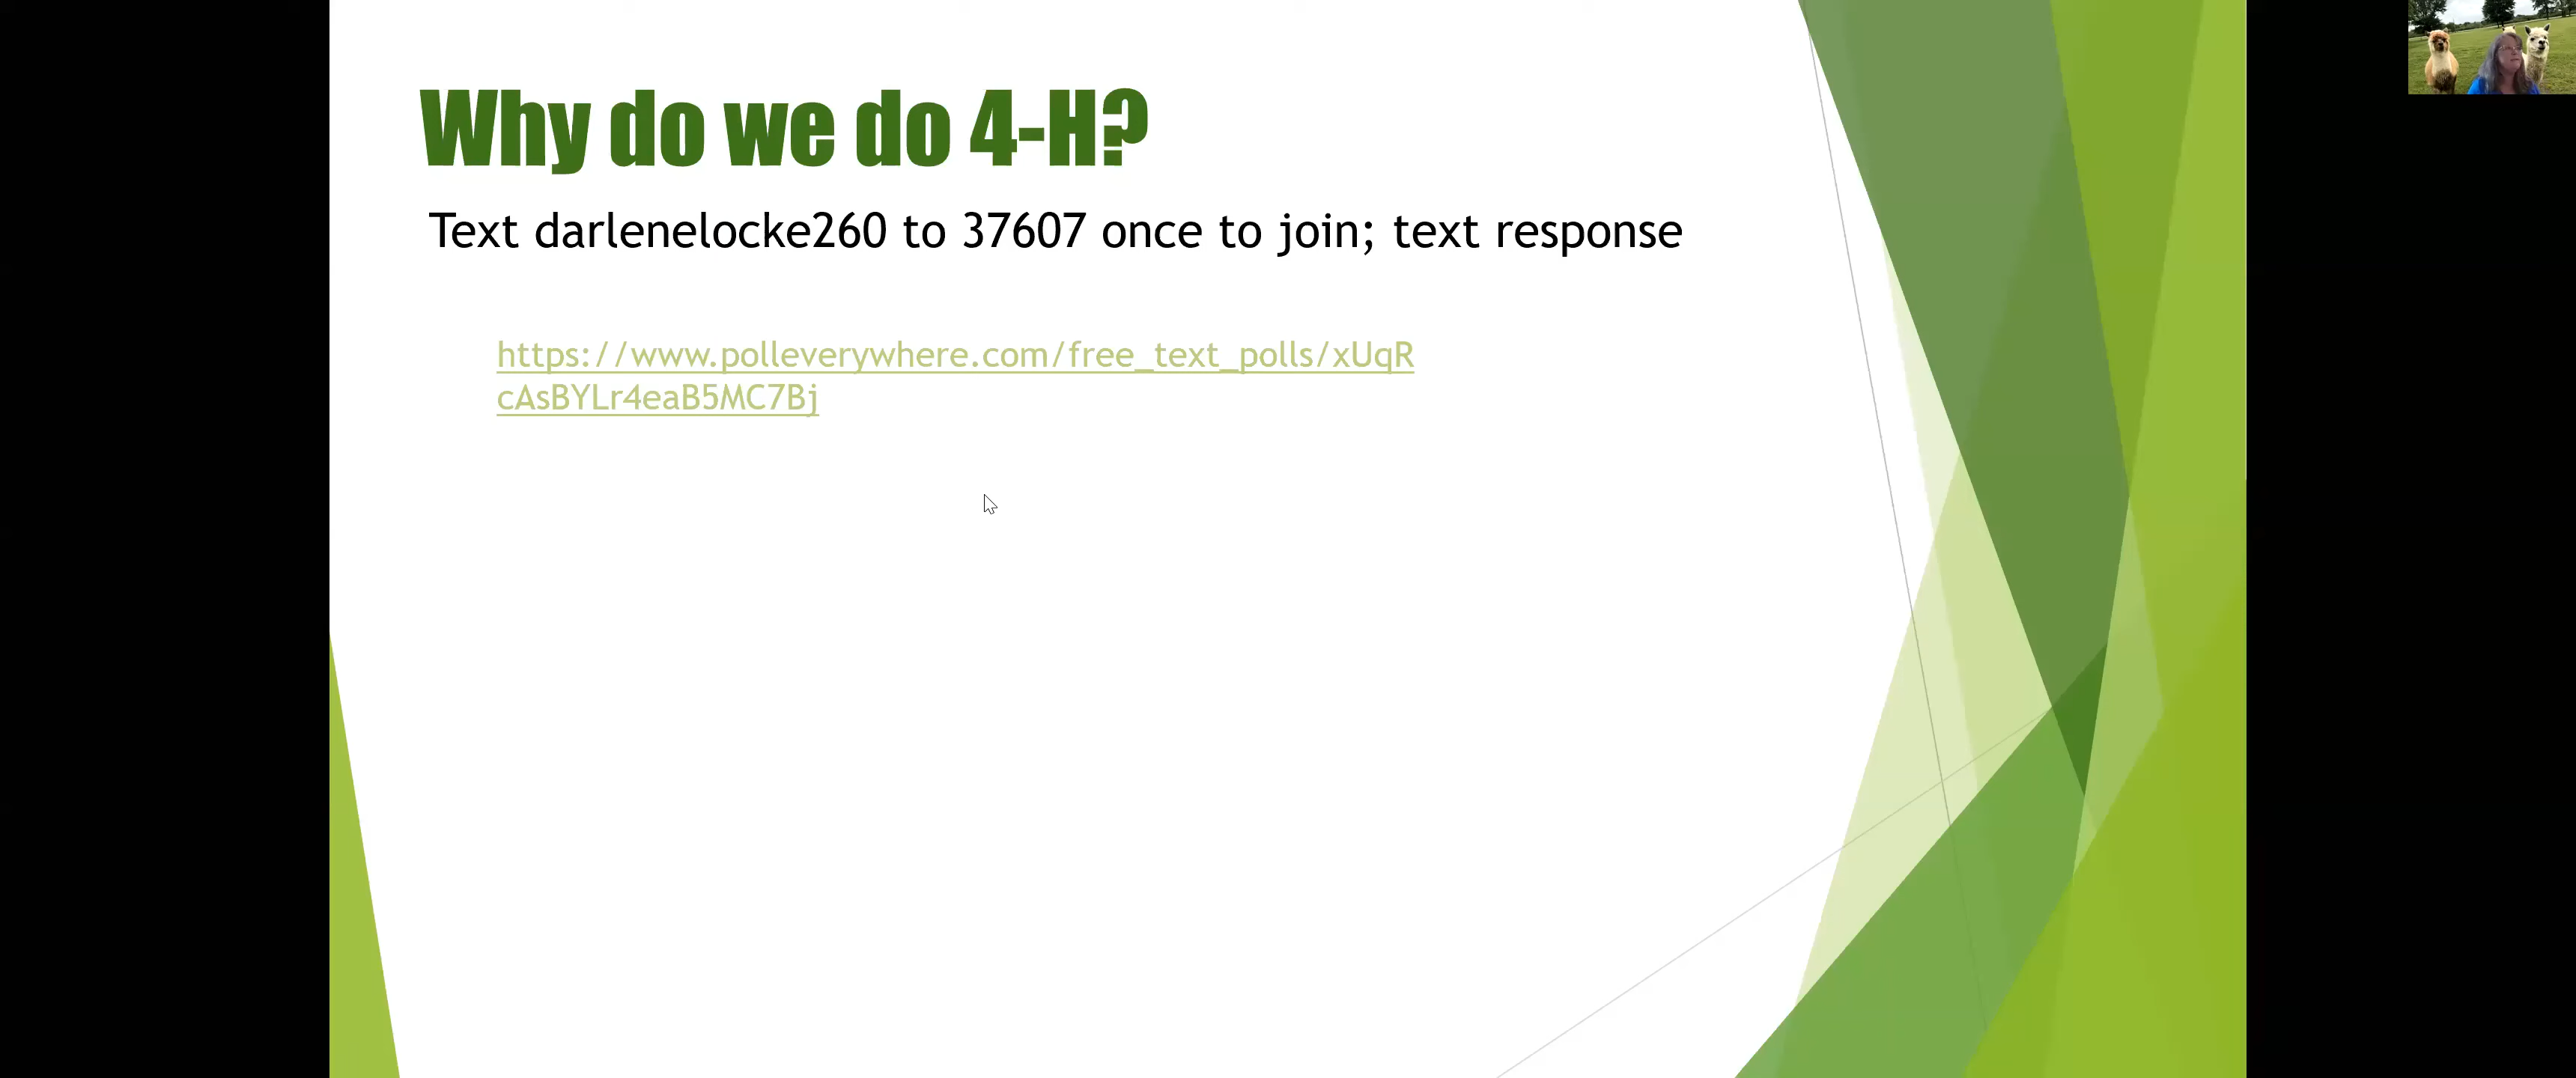 Why do we do 4-H?
Text darlenelocke260 to 37607 once to join; text response
https://www.polleverywhere.com/free_text_polls/xUqR
cAsBYLr4eaB5MC7Bj